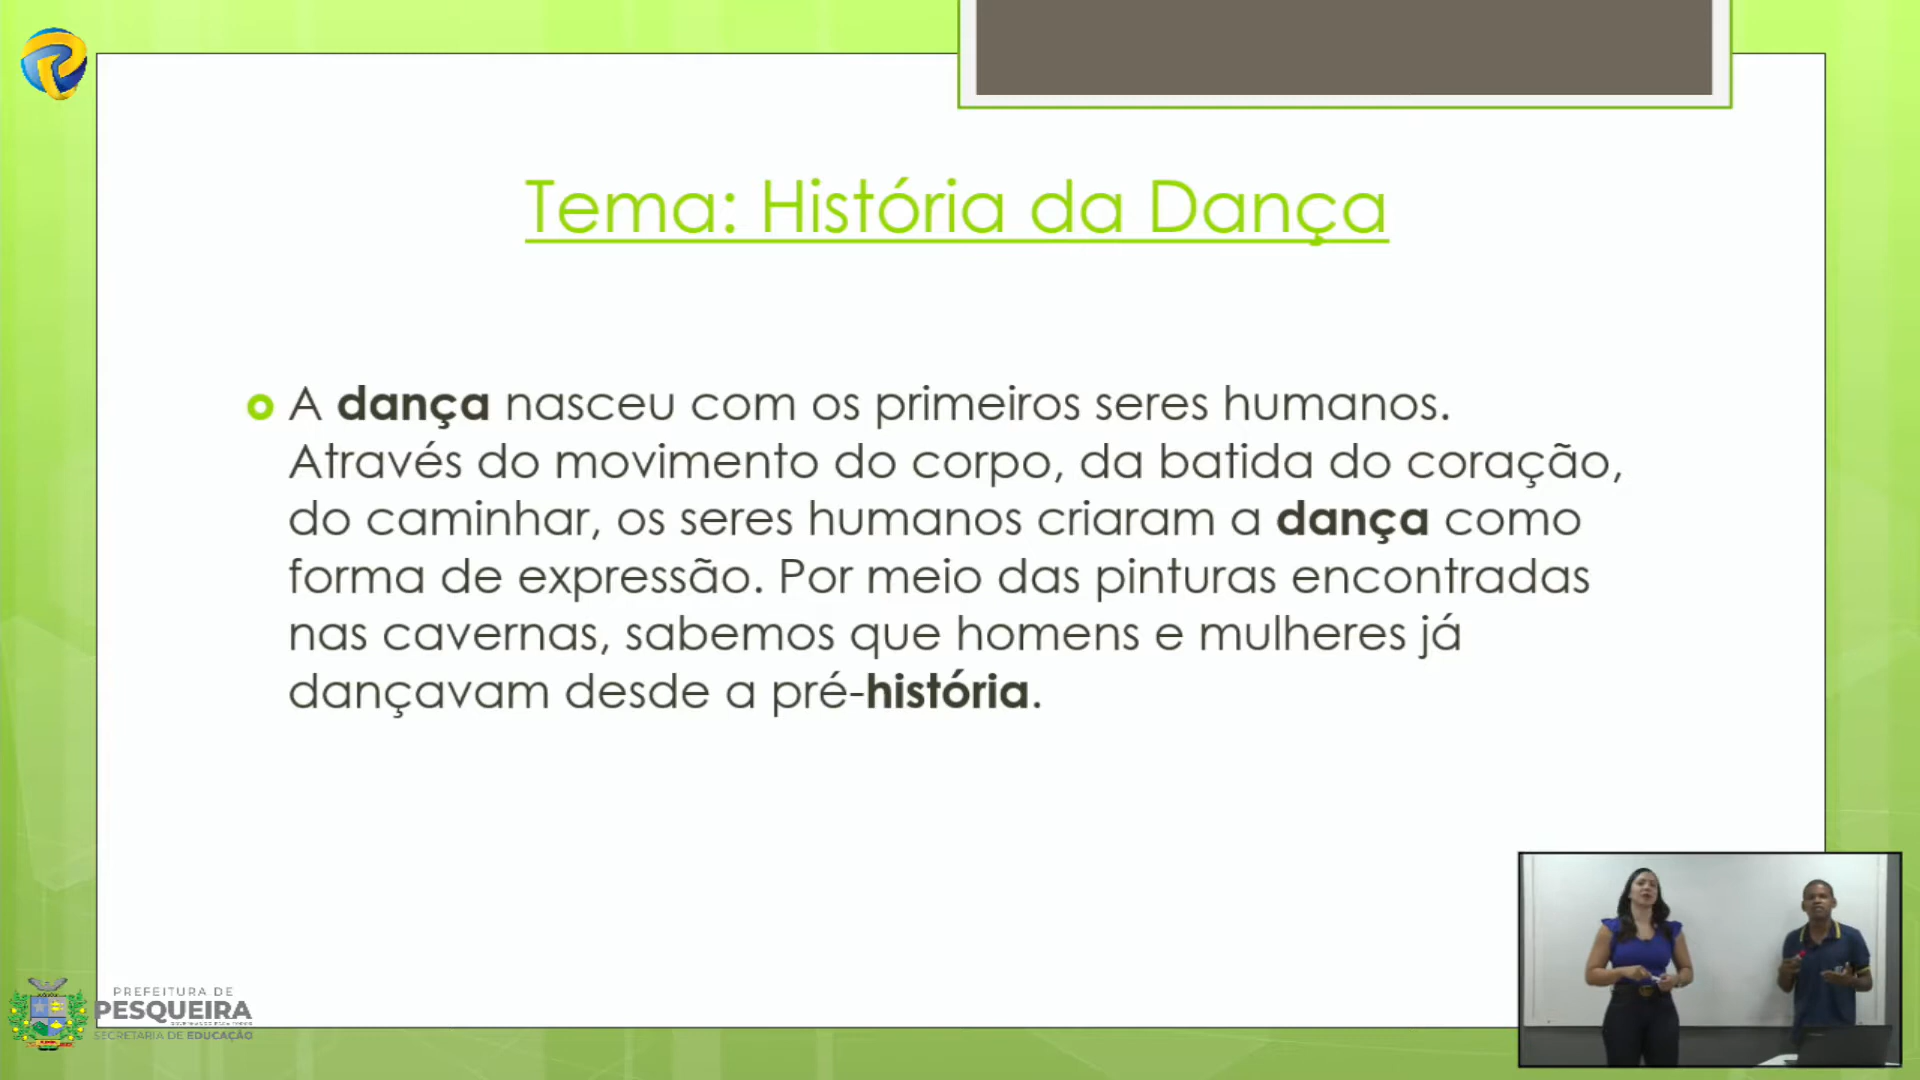 Tema: História da Dança
A dança nasceu com os primeiros seres humanos.
Através do movimento do corpo, da batida do coração,
do caminhar, os seres humanos criaram a dança como
forma de expressão. Por meio das pinturas encontradas
nas cavernas, sabemos que homens e mulheres já
dançavam desde a pré-história.
PREFEITURA DE
PESQUEIRA
SECRETARIA DE EDUCAÇÃO